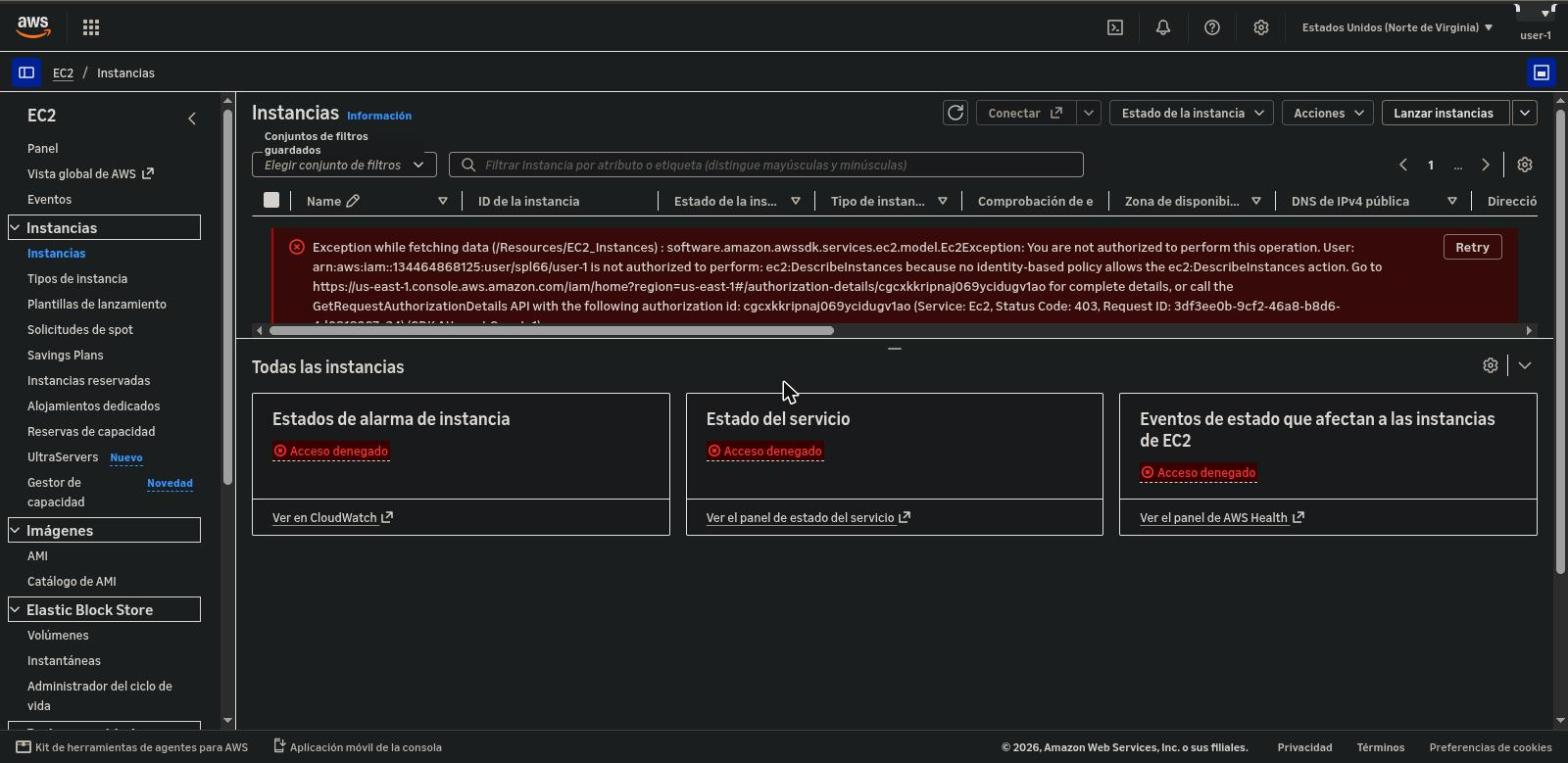 aws
Estados Unidos (Norte de Virginia)
user-1
EC2 / Instancias
EC2
Panel
Vista global de AWS
Eventos
Instancias
Instancias
Tipos de instancia
Plantillas de lanzamiento
Solicitudes de spot
Savings Plans
Instancias reservadas
Alojamientos dedicados
Reservas de capacidad
UltraServers Nuevo
Gestor de Novedad
capacidad
Imágenes
AMI
Catálogo de AMI
Elastic Block Store
Volúmenes
Instantáneas
Administrador del ciclo de
vida
Instancias Información
Conectar
Estado de la instancia
Acciones
Lanzar instancias
Conjuntos de filtros
guardados
Elegir conjunto de filtros
Filtrar Instancia por atributo o etiqueta (distingue mayúsculas y minúsculas)
1 ...
Name ID de la instancia Estado de la ins... Tipo de instan... Comprobación de e Zona de disponibi... DNS de IPv4 pública Direcció
Exception while fetching data (/Resources/EC2_Instances) : software.amazon.awssdk.services.ec2.model.Ec2Exception: You are not authorized to perform this operation. User:
arn:aws:iam::134464868125:user/spl66/user-1 is not authorized to perform: ec2:DescribeInstances because no identity-based policy allows the ec2:DescribeInstances action. Go to
https://us-east-1.console.aws.amazon.com/iam/home?region=us-east-1#/authorization-details/cgcxkkripnaj069ycidugv1ao for complete details, or call the
GetRequestAuthorizationDetails API with the following authorization id: cgcxkkripnaj069ycidugv1ao (Service: Ec2, Status Code: 403, Request ID: 3df3ee0b-9cf2-46a8-b8d6-
Retry
Todas las instancias
Estados de alarma de instancia
Acceso denegado
Ver en CloudWatch
Estado del servicio
Acceso denegado
Ver el panel de estado del servicio
Eventos de estado que afectan a las instancias
de EC2
Acceso denegado
Ver el panel de AWS Health
Kit de herramientas de agentes para AWS
Aplicación móvil de la consola
© 2026, Amazon Web Services, Inc. o sus filiales.
Privacidad
Términos
Preferencias de cookies